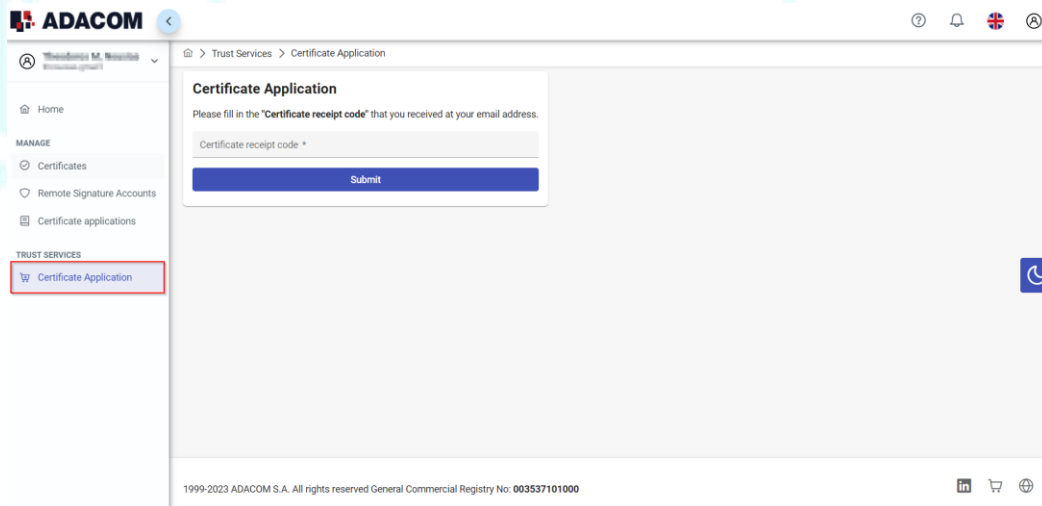 ADACOM
Home
MANAGE
Certificates
Remote Signature Accounts
Certificate applications
TRUST SERVICES
Certificate Application
Trust Services > Certificate Application
Certificate Application
Please fill in the "Certificate receipt code" that you received at your email address.
Certificate receipt code *
Submit
1999-2023 ADACOM S.A. All rights reserved General Commercial Registry No: 003537101000